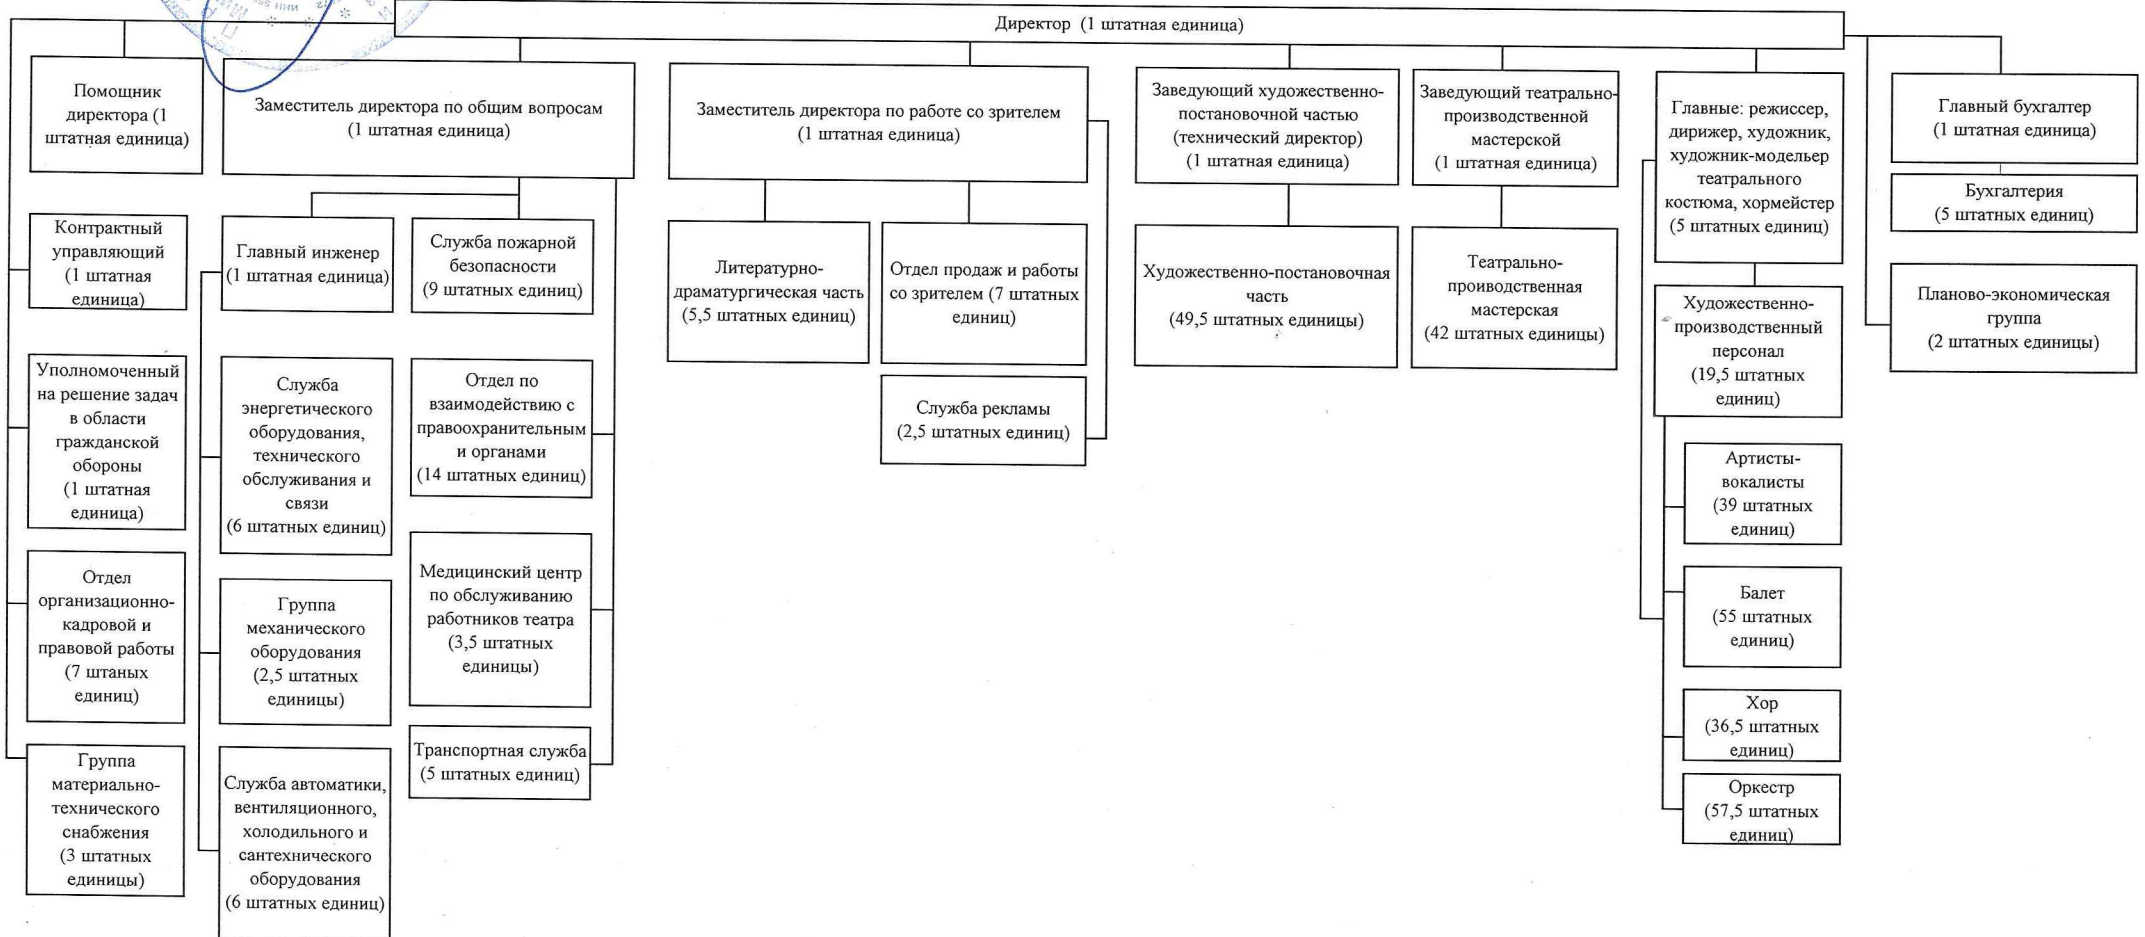 Директор (1 штатная единица)
Помощник
директора (1
штатная единица)
Заместитель директора по общим вопросам
(1 штатная единица)
Заместитель директора по работе со зрителем
(1 штатная единица)
Заведующий художественно-
постановочной частью
(технический директор)
(1 штатная единица)
Заведующий театрально-
производственной
мастерской
(1 штатная единица)
Главные: режиссер,
дирижер, художник,
художник-модельер
театрального
костюма, хормейстер
(5 штатных единиц)
Главный бухгалтер
(1 штатная единица)
Бухгалтерия
(5 штатных единиц)
Контрактный
управляющий
(1 штатная
единица)
Главный инженер
(1 штатная единица)
Служба пожарной
безопасности
(9 штатных единиц)
Литературно-
драматургическая часть
(5,5 штатных единиц)
Отдел продаж и работы
со зрителем (7 штатных
единиц)
Художественно-постановочная
часть
(49,5 штатных единицы)
Театрально-
проиводственная
мастерская
(42 штатные единицы)
Художественно-
производственный
персонал
(19,5 штатных
единиц)
Планово-экономическая
группа
(2 штатные единицы)
Уполномоченный
на решение задач
в области
гражданской
обороны
(1 штатная
единица)
Служба
энергетического
оборудования,
технического
обслуживания и
связи
(6 штатных единиц)
Отдел по
взаимодействию с
правоохранительным
и органами
(14 штатных единиц)
Служба рекламы
(2,5 штатных единиц)
Артисты-
вокалисты
(39 штатных
единиц)
Отдел
организационно-
кадровой и
правовой работы
(7 штаных
единиц)
Группа
механического
оборудования
(2,5 штатных
единицы)
Медицинский центр
по обслуживанию
работников театра
(3,5 штатных
единицы)
Балет
(55 штатных
единиц)
Хор
(36,5 штатных
единиц)
Группа
материально-
технического
снабжения
(3 штатных
единицы)
Служба автоматики,
вентиляционного,
холодильного и
сантехнического
оборудования
(6 штатных единиц)
Транспортная служба
(5 штатных единиц)
Оркестр
(57,5 штатных
единиц)